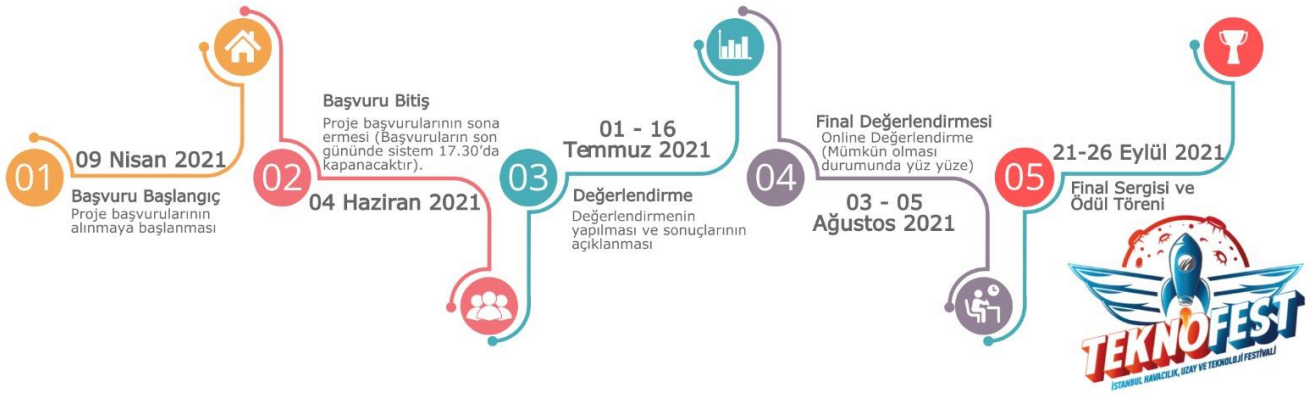 01
09 Nisan 2021
Başvuru Başlangıç
Proje başvurularının
alınmaya başlanması
02
Başvuru Bitiş
Proje başvurularının sona
ermesi (Başvuruların son
gününde sistem 17.30’da
kapanacaktır).
04 Haziran 2021
03
01 - 16
Temmuz 2021
Değerlendirme
Değerlendirmenin
yapılması ve sonuçlarının
açıklanması
04
Final Değerlendirmesi
Online Değerlendirme
(Mümkün olması
durumunda yüz yüze)
03 - 05
Ağustos 2021
05
21-26 Eylül 2021
Final Sergisi ve
Ödül Töreni
TEKNOFEST
İSTANBUL HAVACILIK, UZAY VE TEKNOLOJİ FESTİVALİ